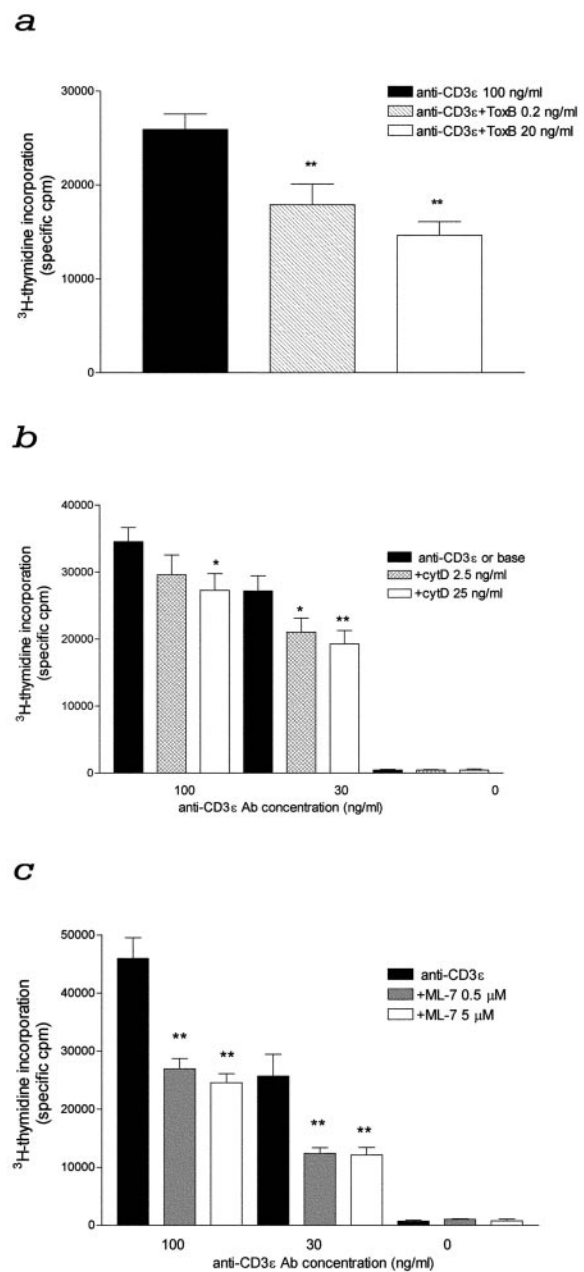 a
30000
20000
10000
0
³H-thymidine incorporation
(specific cpm)
anti-CD3ε 100 ng/ml
anti-CD3ε+ToxB 0.2 ng/ml
anti-CD3ε+ToxB 20 ng/ml
**
**
b
40000
30000
20000
10000
0
³H-thymidine incorporation
(specific cpm)
anti-CD3ε or base
+cytD 2.5 ng/ml
+cytD 25 ng/ml
*
*
**
100 30 0
anti-CD3ε Ab concentration (ng/ml)
c
50000
40000
30000
20000
10000
0
³H-thymidine incorporation
(specific cpm)
anti-CD3ε
+ML-7 0.5 μM
+ML-7 5 μM
**
**
**
**
100 30 0
anti-CD3ε Ab concentration (ng/ml)